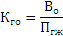 Кго = Во / Пгж